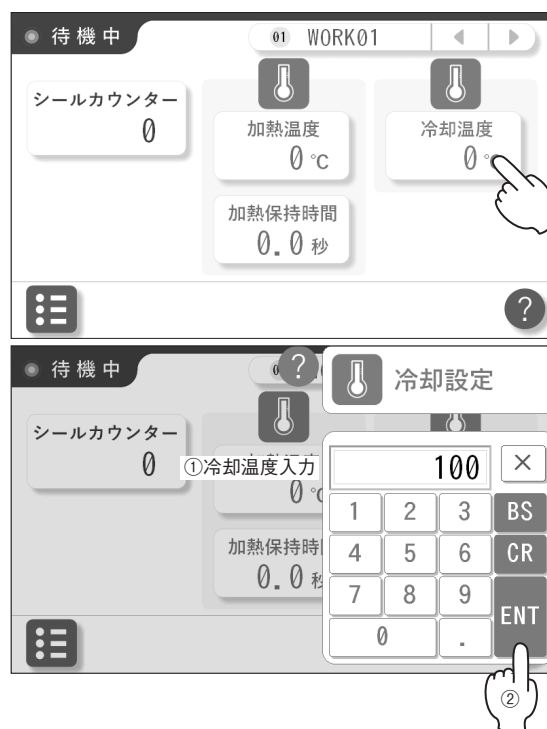 待機中
01 WORK01
シールカウンター
0
加熱温度
0 ℃
冷却温度
0
加熱保持時間
0.0 秒
?
待機中
?
冷却設定
シールカウンター
0
①冷却温度入力
100
×
0
1 2 3 BS
4 5 6 CR
加熱保持時
0.0
7 8 9
ENT
0 .
②